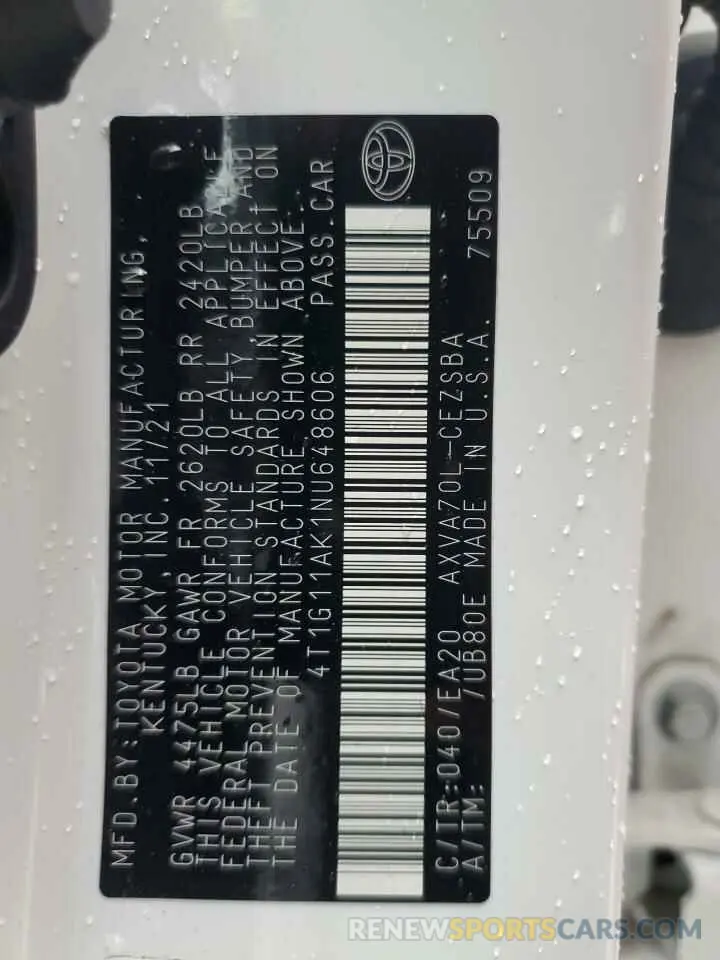 MFD.BY:TOYOTA MOTOR MANUFACTURING,
KENTUCKY, INC. 11/21
GVWR 4475LB GAWR FR 2620LB RR 2420LB
THIS VEHICLE CONFORMS TO ALL APPLICABLE
FEDERAL MOTOR VEHICLE SAFETY, BUMPER AND
THEFT PREVENTION STANDARDS IN EFFECT ON
THE DATE OF MANUFACTURE SHOWN ABOVE.
4T1G11AK1NU648606 PASS.CAR
C/TR:040/EA20 AXVA70L-CEZSBA
A/TM: /UB80E MADE IN U.S.A. 75509
RENEWSPORTSCARS.COM